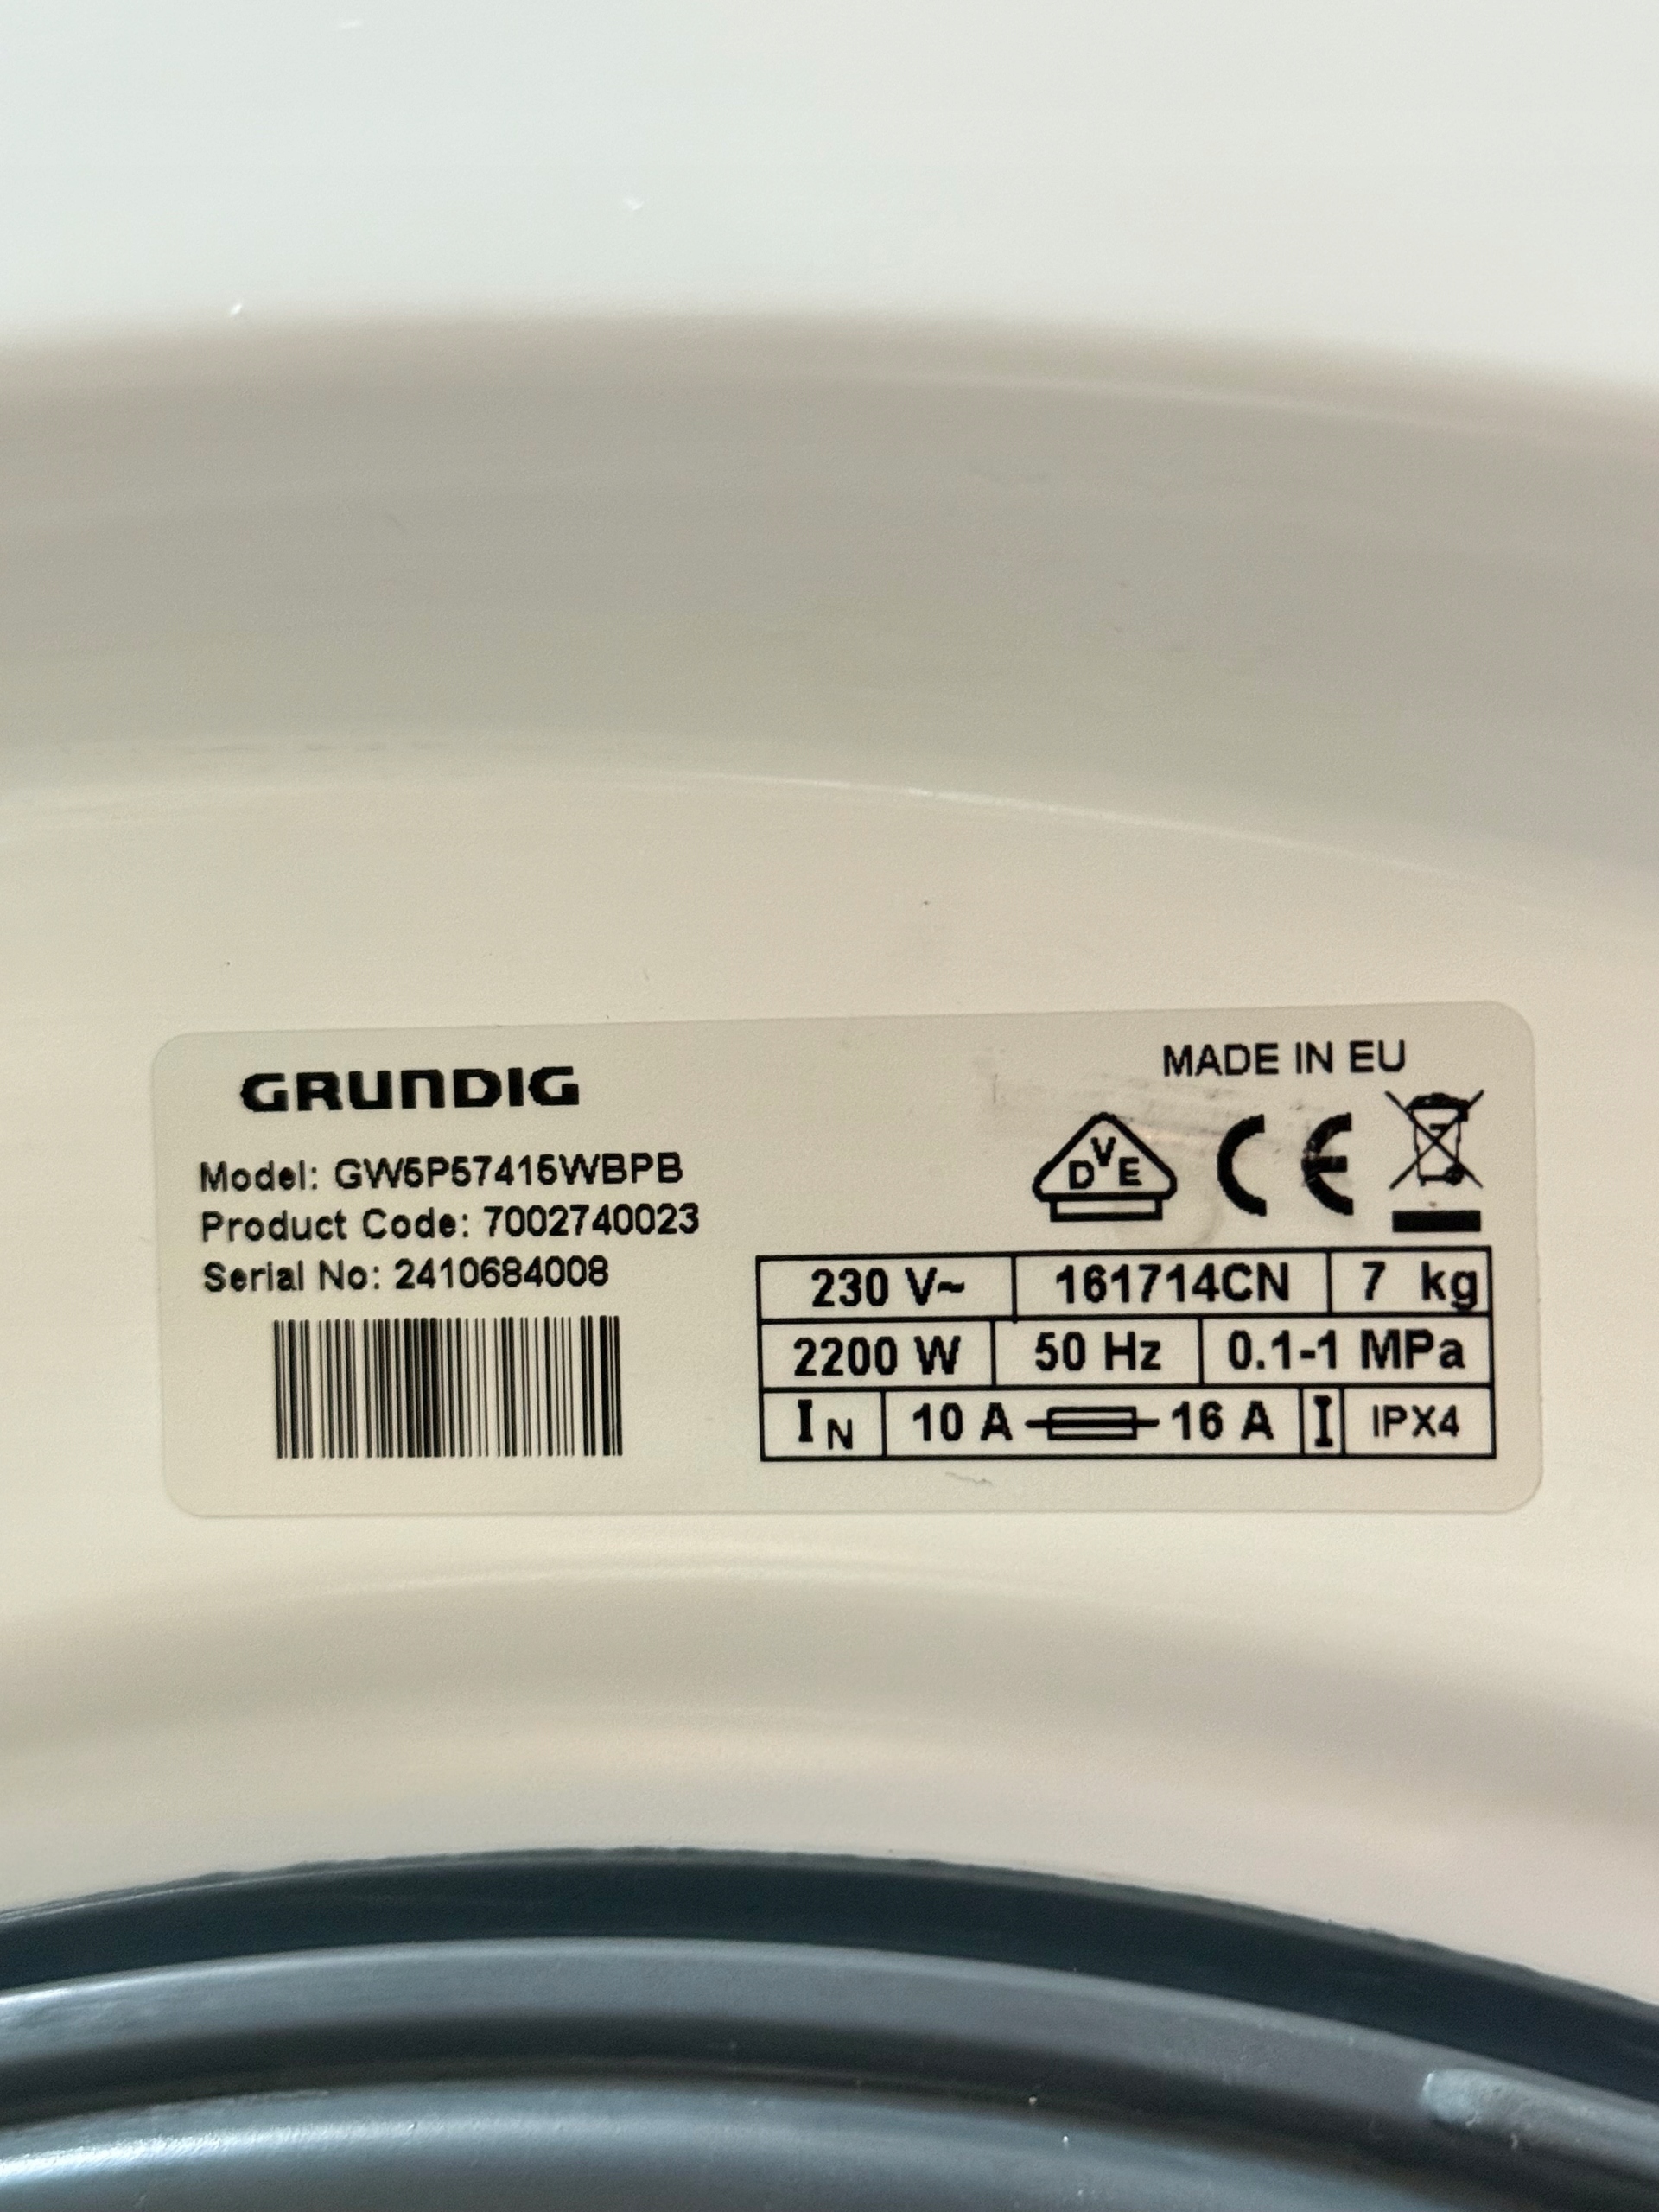 GRUNDIG
Model: GW5P57415WBPB
Product Code: 7002740023
Serial No: 2410684008
MADE IN EU
DVE
CE
230 V~ 161714CN 7 kg
2200 W 50 Hz 0.1-1 MPa
IN 10 A 16 A I IPX4